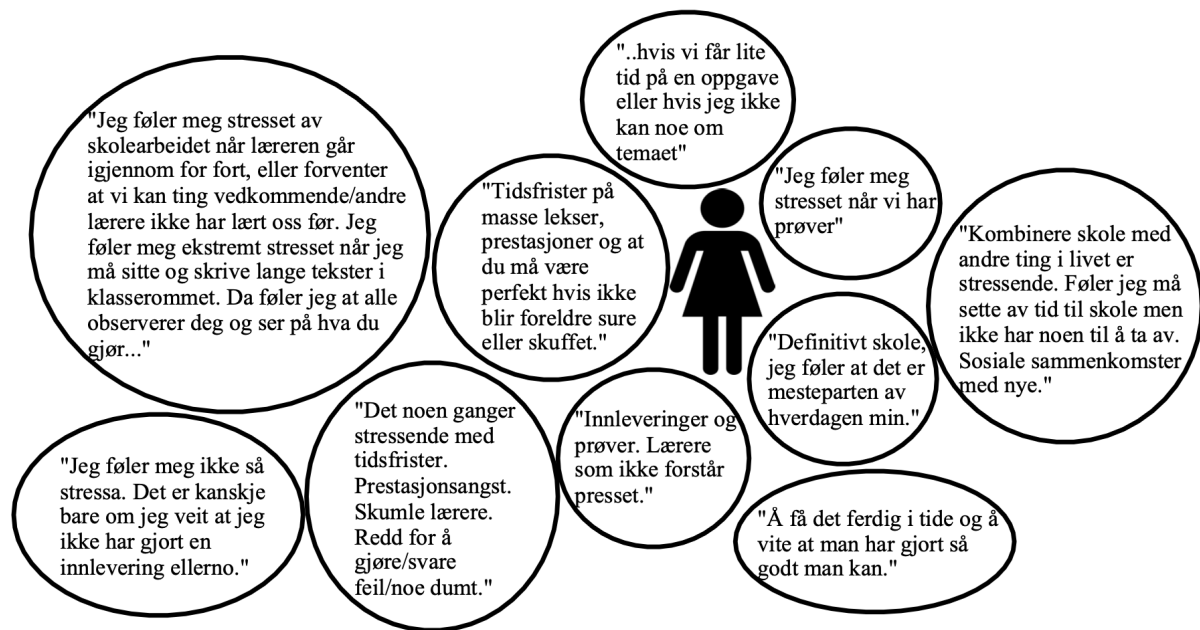 "..hvis vi får lite
tid på en oppgave
eller hvis jeg ikke
kan noe om
temaet"
"Jeg føler meg stresset av
skolearbeidet når læreren går
igjennom for fort, eller forventer
at vi kan ting vedkommende/andre
lærere ikke har lært oss før. Jeg
føler meg ekstremt stresset når jeg
må sitte og skrive lange tekster i
klasserommet. Da føler jeg at alle
observerer deg og ser på hva du
gjør..."
"Tidsfrister på
masse lekser,
prestasjoner og at
du må være
perfekt hvis ikke
blir foreldre sure
eller skuffet."
"Jeg føler meg
stresset når vi har
prøver"
"Kombinere skole med
andre ting i livet er
stressende. Føler jeg må
sette av tid til skole men
ikke har noen til å ta av.
Sosiale sammenkomster
med nye."
"Definitivt skole,
jeg føler at det er
mesteparten av
hverdagen min."
"Jeg føler meg ikke så
stressa. Det er kanskje
bare om jeg veit at jeg
ikke har gjort en
innlevering ellerno."
"Det noen ganger
stressende med
tidsfrister.
Prestasjonsangst.
Skumle lærere.
Redd for å
gjøre/svare
feil/noe dumt."
"Innleveringer og
prøver. Lærere
som ikke forstår
presset."
"Å få det ferdig i tide og å
vite at man har gjort så
godt man kan."